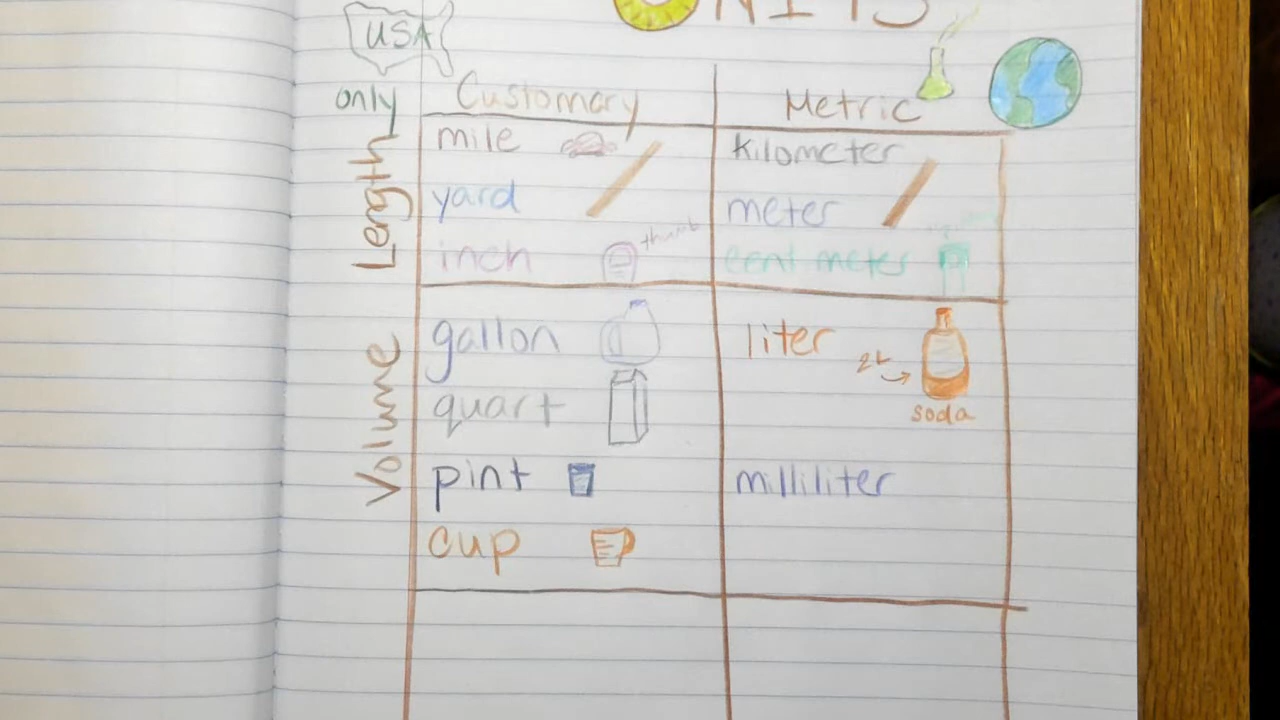 UNITS
USA
only
Customary
Metric
Length
mile
kilometer
yard
meter
inch
thumb
centimeter
Volume
gallon
liter
2L
soda
quart
pint
milliliter
cup